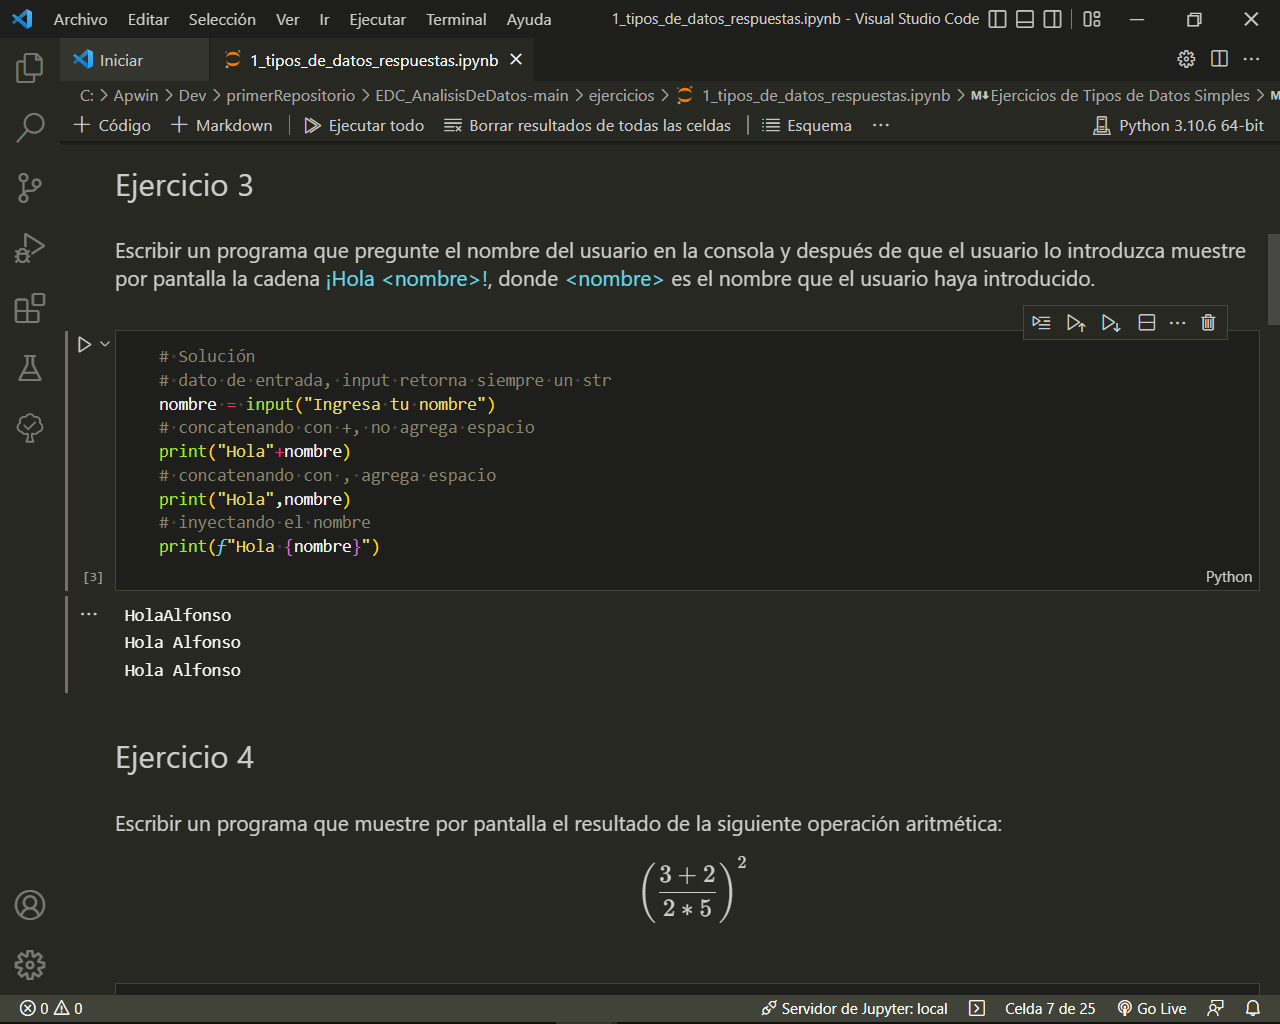 Archivo Editar Selección Ver Ir Ejecutar Terminal Ayuda 1_tipos_de_datos_respuestas.ipynb - Visual Studio Code
Iniciar 1_tipos_de_datos_respuestas.ipynb
C: > Apwin > Dev > primerRepositorio > EDC_AnalisisDeDatos-main > ejercicios > 1_tipos_de_datos_respuestas.ipynb > M↓Ejercicios de Tipos de Datos Simples >
+ Código + Markdown | Ejecutar todo Borrar resultados de todas las celdas | Esquema ··· Python 3.10.6 64-bit
Ejercicio 3
Escribir un programa que pregunte el nombre del usuario en la consola y después de que el usuario lo introduzca muestre
por pantalla la cadena ¡Hola <nombre>!, donde <nombre> es el nombre que el usuario haya introducido.
# Solución
# dato de entrada, input retorna siempre un str
nombre = input("Ingresa tu nombre")
# concatenando con +, no agrega espacio
print("Hola"+nombre)
# concatenando con , agrega espacio
print("Hola",nombre)
# inyectando el nombre
print(f"Hola {nombre}")
[3] Python
HolaAlfonso
Hola Alfonso
Hola Alfonso
Ejercicio 4
Escribir un programa que muestre por pantalla el resultado de la siguiente operación aritmética:
(3 + 2 / 2 * 5)²
0 0 Servidor de Jupyter: local Celda 7 de 25 Go Live